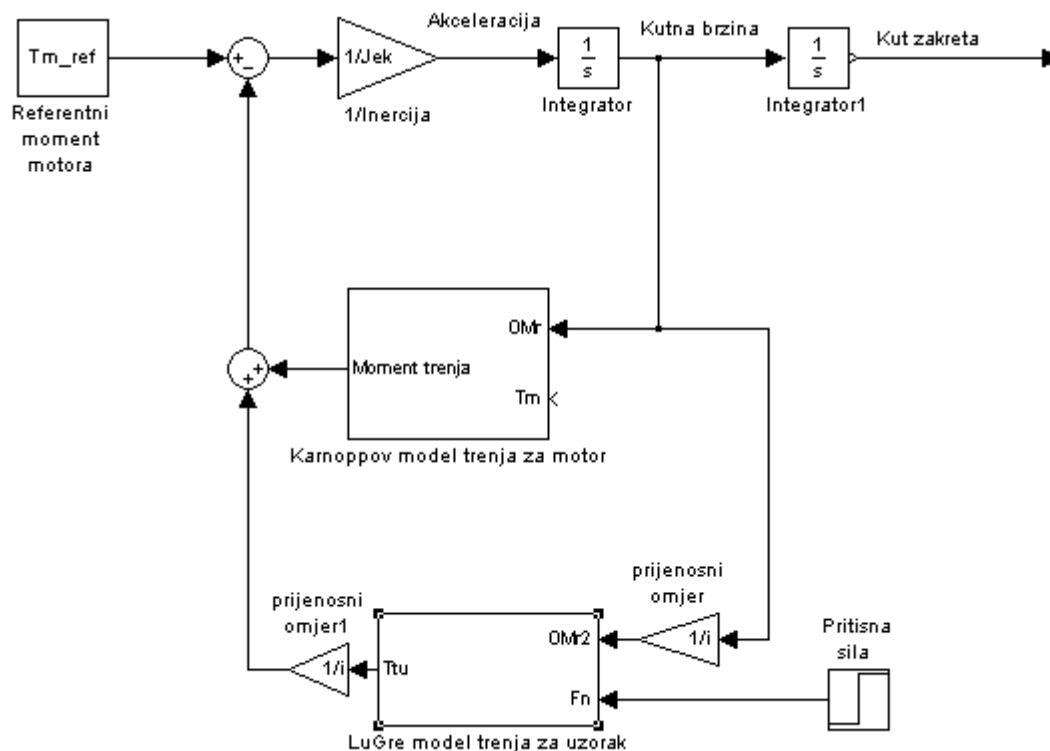 Tm_ref
Referentni
moment
motora
+
−
1/Jek
1/Inercija
Akceleracija
1
s
Integrator
Kutna brzina
1
s
Integrator1
Kut zakreta
OMr
Moment trenja
Tm
Karnoppov model trenja za motor
+
+
prijenosni
omjer1
1/i
Ttu
OMr2
Fn
LuGre model trenja za uzorak
prijenosni
omjer
1/i
Pritisna
sila